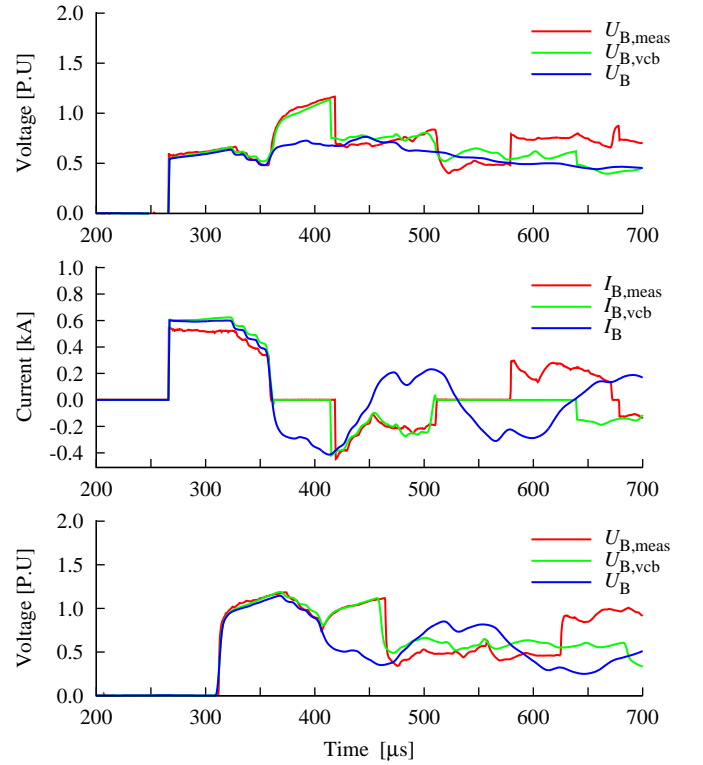 Voltage [P.U]
2.0
1.5
1.0
0.5
0.0
200 300 400 500 600 700
U_B,meas
U_B,vcb
U_B
Current [kA]
1.0
0.8
0.6
0.4
0.2
0.0
-0.2
-0.4
200 300 400 500 600 700
I_B,meas
I_B,vcb
I_B
Voltage [P.U]
2.0
1.5
1.0
0.5
0.0
200 300 400 500 600 700
U_B,meas
U_B,vcb
U_B
Time [μs]